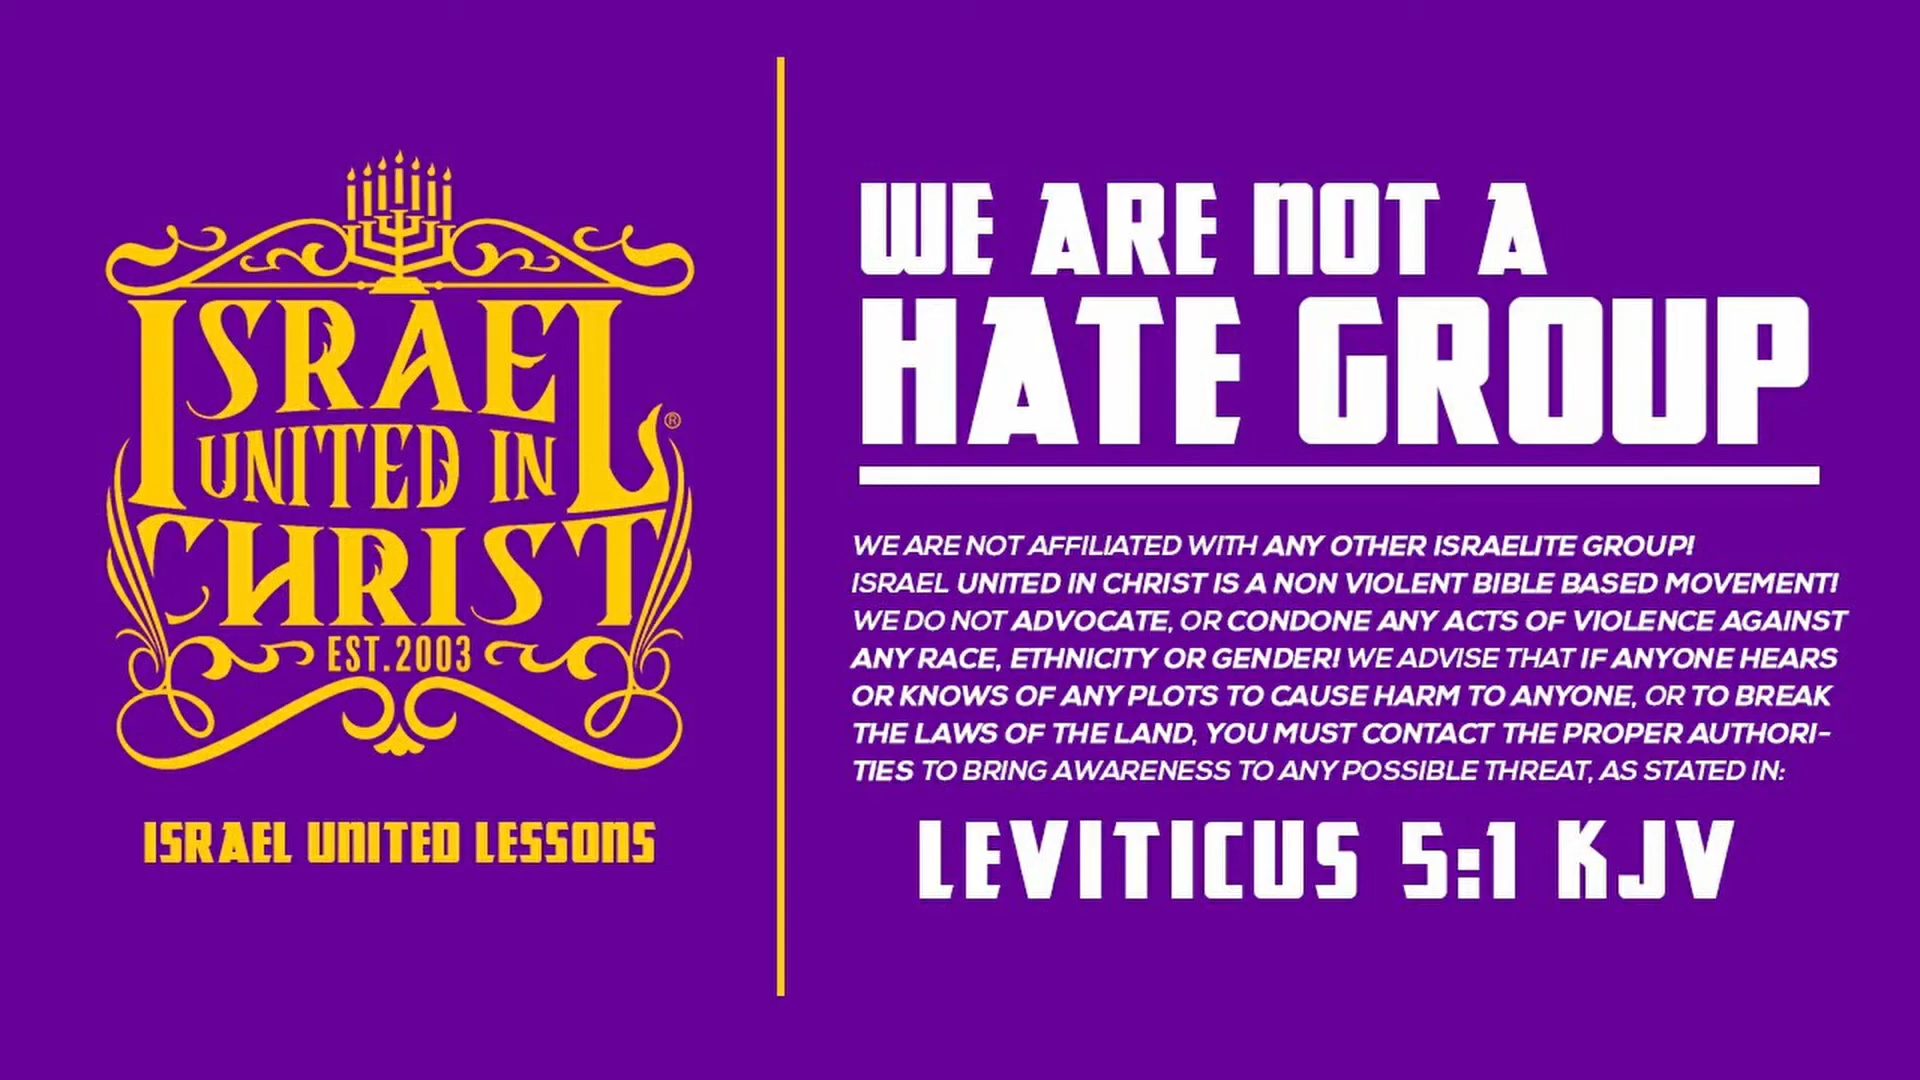 ISRAEL
UNITED IN
CHRIST
®
EST.2003
ISRAEL UNITED LESSONS
WE ARE NOT A
HATE GROUP
WE ARE NOT AFFILIATED WITH ANY OTHER ISRAELITE GROUP!
ISRAEL UNITED IN CHRIST IS A NON VIOLENT BIBLE BASED MOVEMENT!
WE DO NOT ADVOCATE, OR CONDONE ANY ACTS OF VIOLENCE AGAINST
ANY RACE, ETHNICITY OR GENDER! WE ADVISE THAT IF ANYONE HEARS
OR KNOWS OF ANY PLOTS TO CAUSE HARM TO ANYONE, OR TO BREAK
THE LAWS OF THE LAND, YOU MUST CONTACT THE PROPER AUTHORI-
TIES TO BRING AWARENESS TO ANY POSSIBLE THREAT, AS STATED IN:
LEVITICUS 5:1 KJV